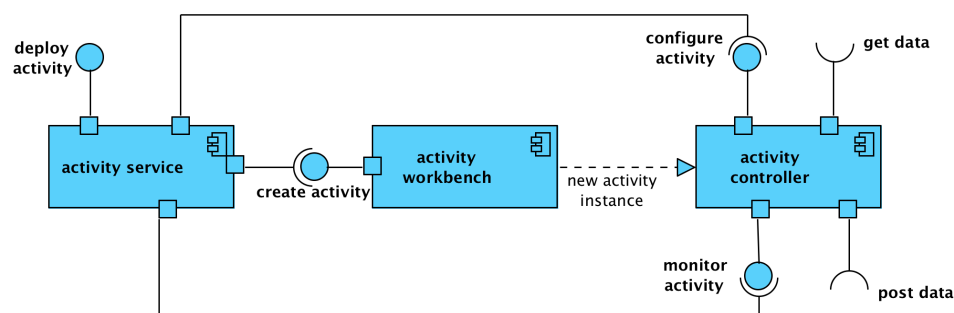 deploy
activity
configure
activity
get data
activity service
create activity
activity
workbench
new activity
instance
activity
controller
monitor
activity
post data